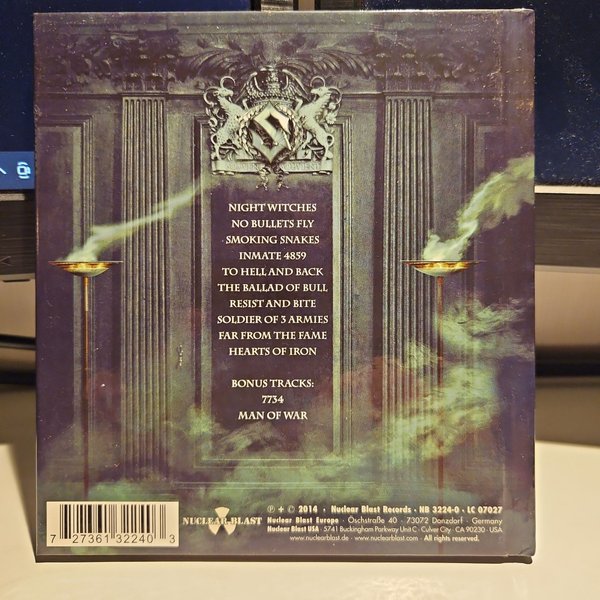 NIGHT WITCHES
NO BULLETS FLY
SMOKING SNAKES
INMATE 4859
TO HELL AND BACK
THE BALLAD OF BULL
RESIST AND BITE
SOLDIER OF 3 ARMIES
FAR FROM THE FAME
HEARTS OF IRON
BONUS TRACKS:
7734
MAN OF WAR
7 27361 32240 3
NUCLEAR BLAST
℗ + © 2014 · Nuclear Blast Records · NB 3224-0 · LC 07027
Nuclear Blast Europe · Öschstraße 40 · 73072 Donzdorf · Germany
Nuclear Blast USA · 5741 Buckingham Parkway Unit C · Culver City · CA 90230 · USA
www.nuclearblast.de · www.nuclearblast.com · All rights reserved.